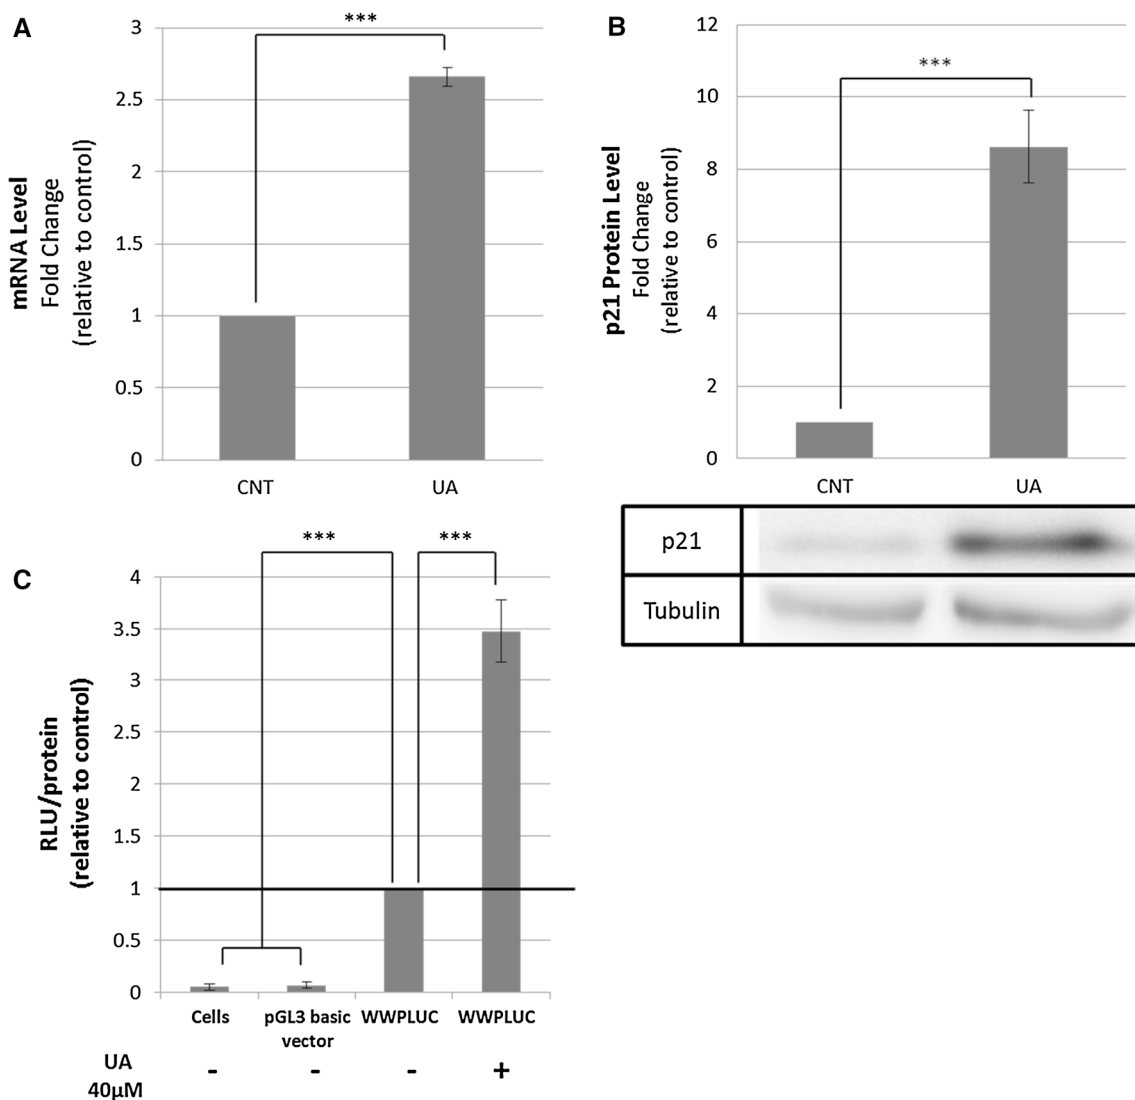 A
***
3
2.5
2
1.5
1
0.5
0
mRNA Level
Fold Change
(relative to control)
CNT UA
B
***
12
10
8
6
4
2
0
p21 Protein Level
Fold Change
(relative to control)
CNT UA
p21
Tubulin
C
*** ***
4
3.5
3
2.5
2
1.5
1
0.5
0
RLU/protein
(relative to control)
Cells pGL3 basic WWPLUC WWPLUC
vector
UA - - - +
40μM